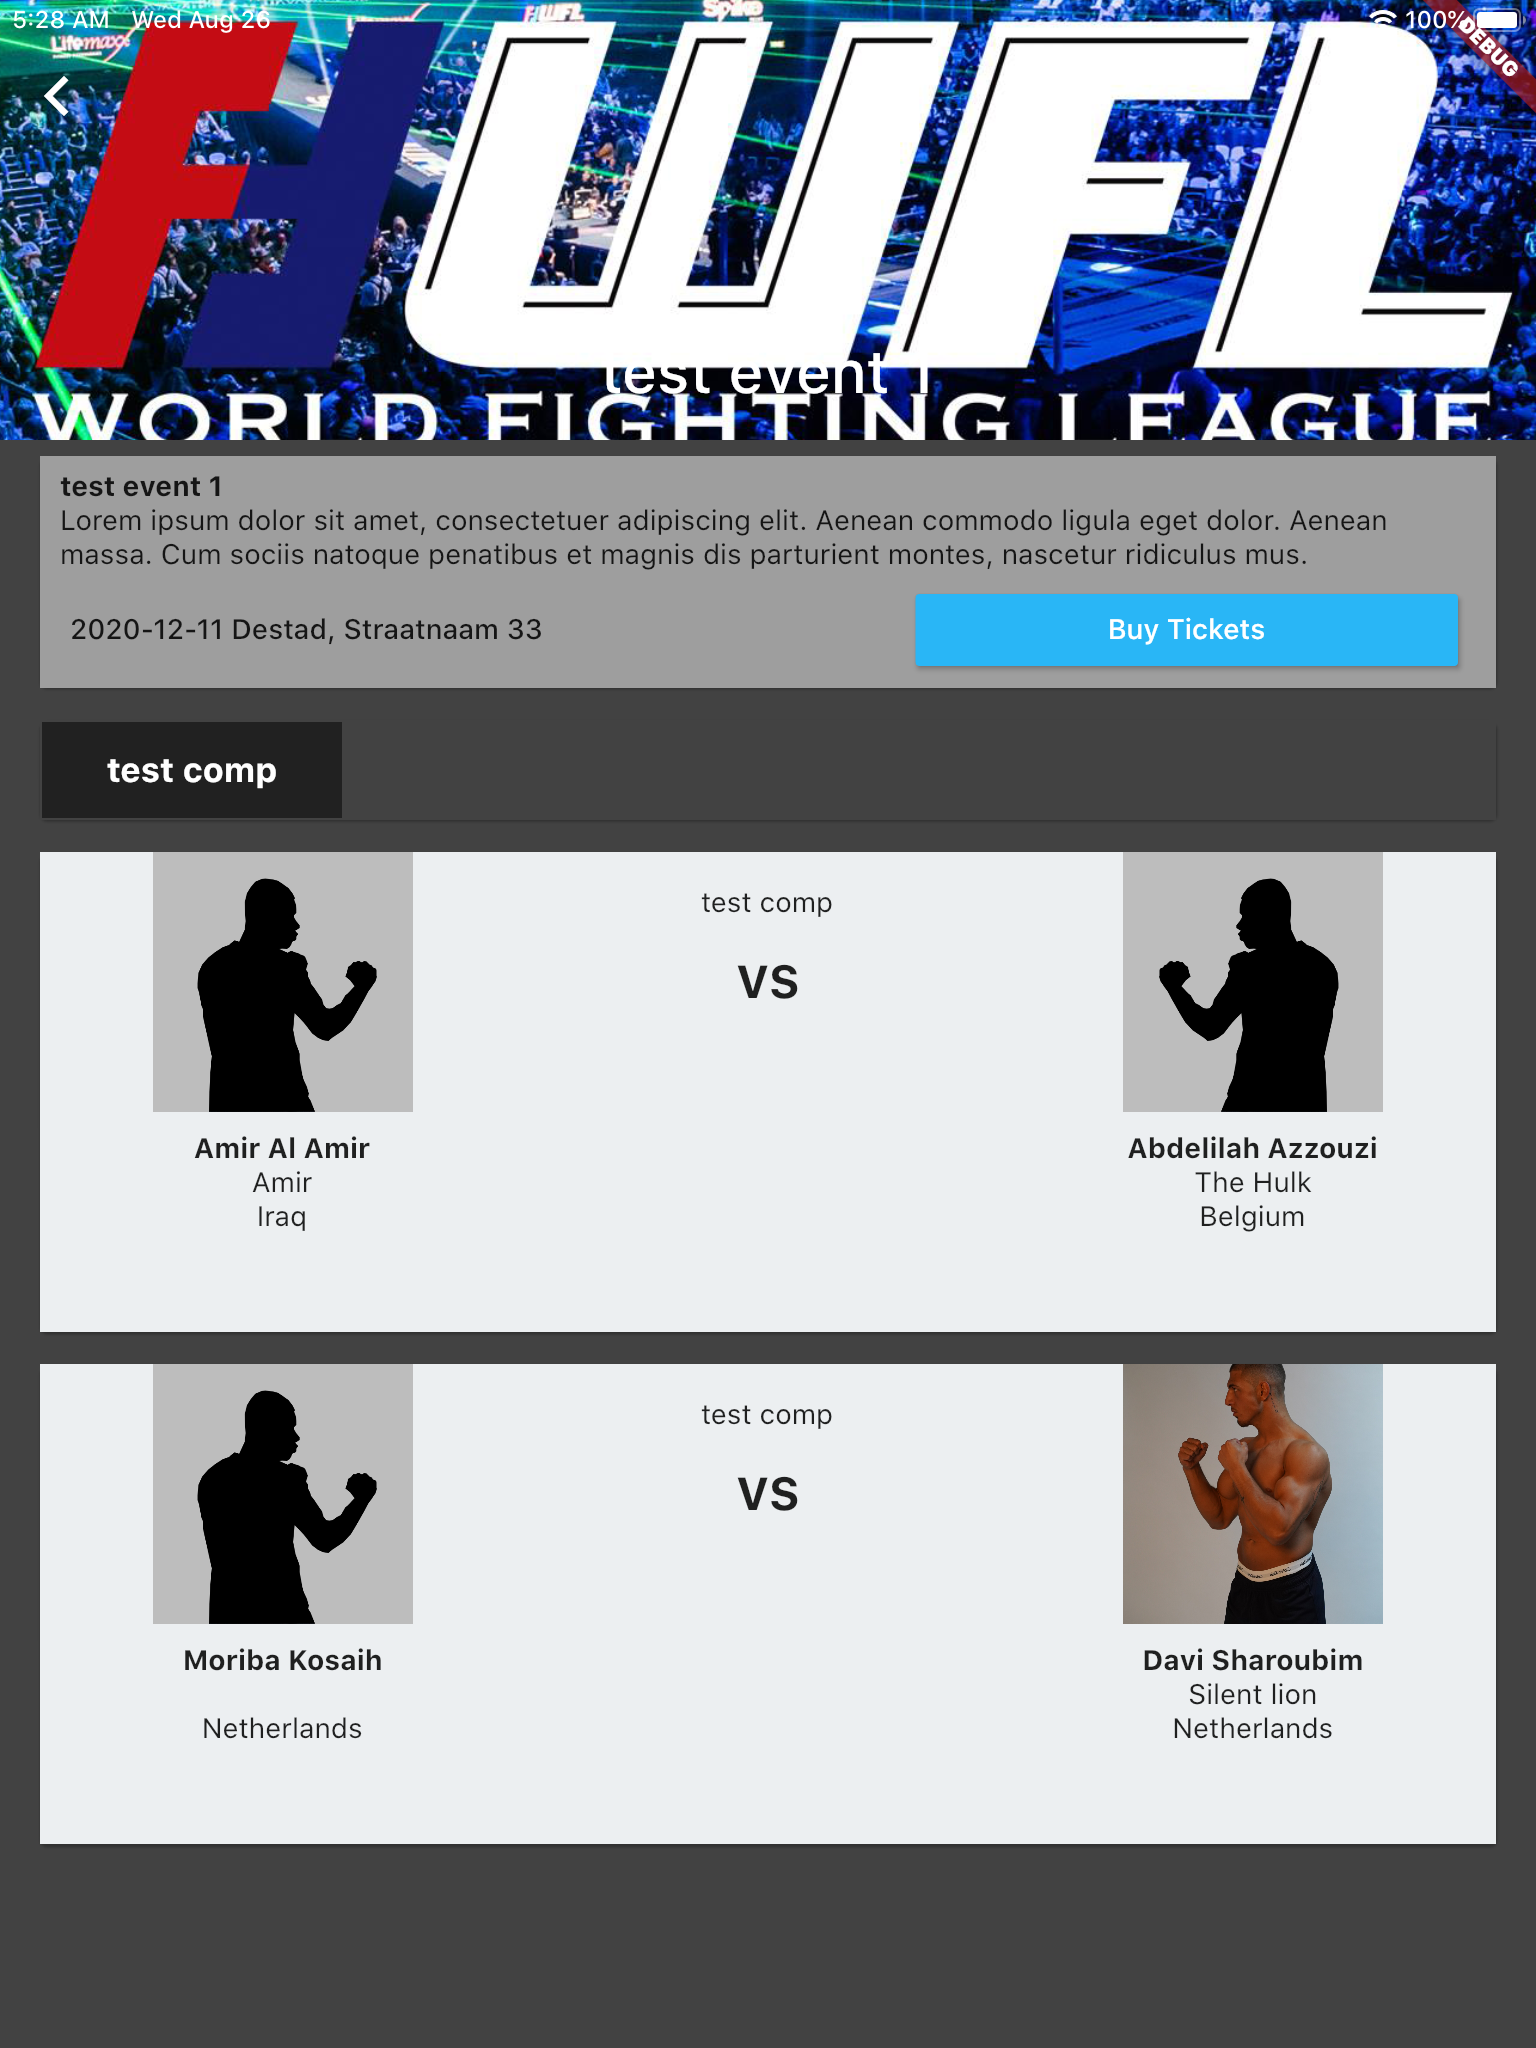 5:28 AM Wed Aug 26
100%
DEBUG
Lifemaxx
WFL
Spike
WFL
test event 1
WORLD FIGHTING LEAGUE
test event 1
Lorem ipsum dolor sit amet, consectetuer adipiscing elit. Aenean commodo ligula eget dolor. Aenean
massa. Cum sociis natoque penatibus et magnis dis parturient montes, nascetur ridiculus mus.
2020-12-11 Destad, Straatnaam 33
Buy Tickets
test comp
test comp
VS
Amir Al Amir
Amir
Iraq
Abdelilah Azzouzi
The Hulk
Belgium
test comp
VS
Moriba Kosaih
Netherlands
Davi Sharoubim
Silent lion
Netherlands